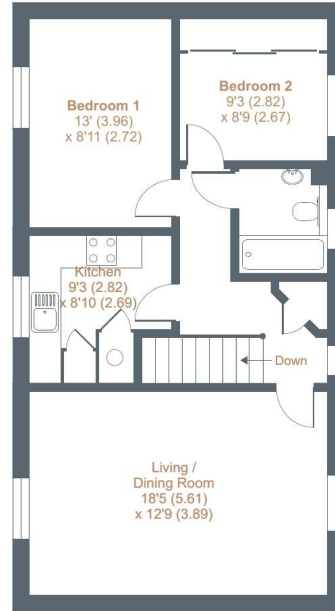 Bedroom 1
13' (3.96)
x 8'11 (2.72)
Bedroom 2
9'3 (2.82)
x 8'9 (2.67)
Kitchen
9'3 (2.82)
x 8'10 (2.69)
Down
Living /
Dining Room
18'5 (5.61)
x 12'9 (3.89)